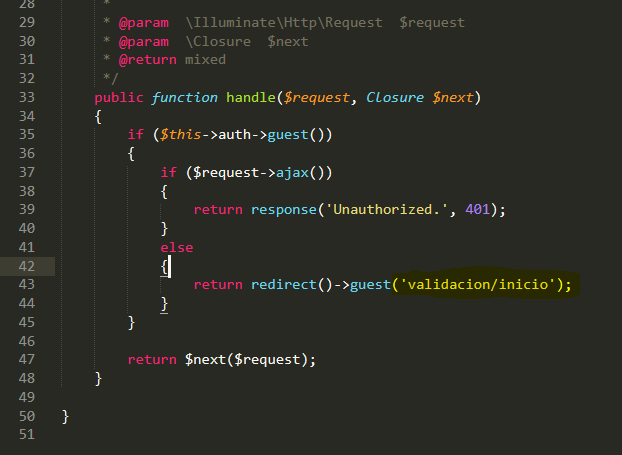 28     *
29     * @param  \Illuminate\Http\Request  $request
30     * @param  \Closure  $next
31     * @return mixed
32     */
33    public function handle($request, Closure $next)
34    {
35        if ($this->auth->guest())
36        {
37            if ($request->ajax())
38            {
39                return response('Unauthorized.', 401);
40            }
41            else
42            {
43                return redirect()->guest('validacion/inicio');
44            }
45        }
46
47        return $next($request);
48    }
49
50 }
51